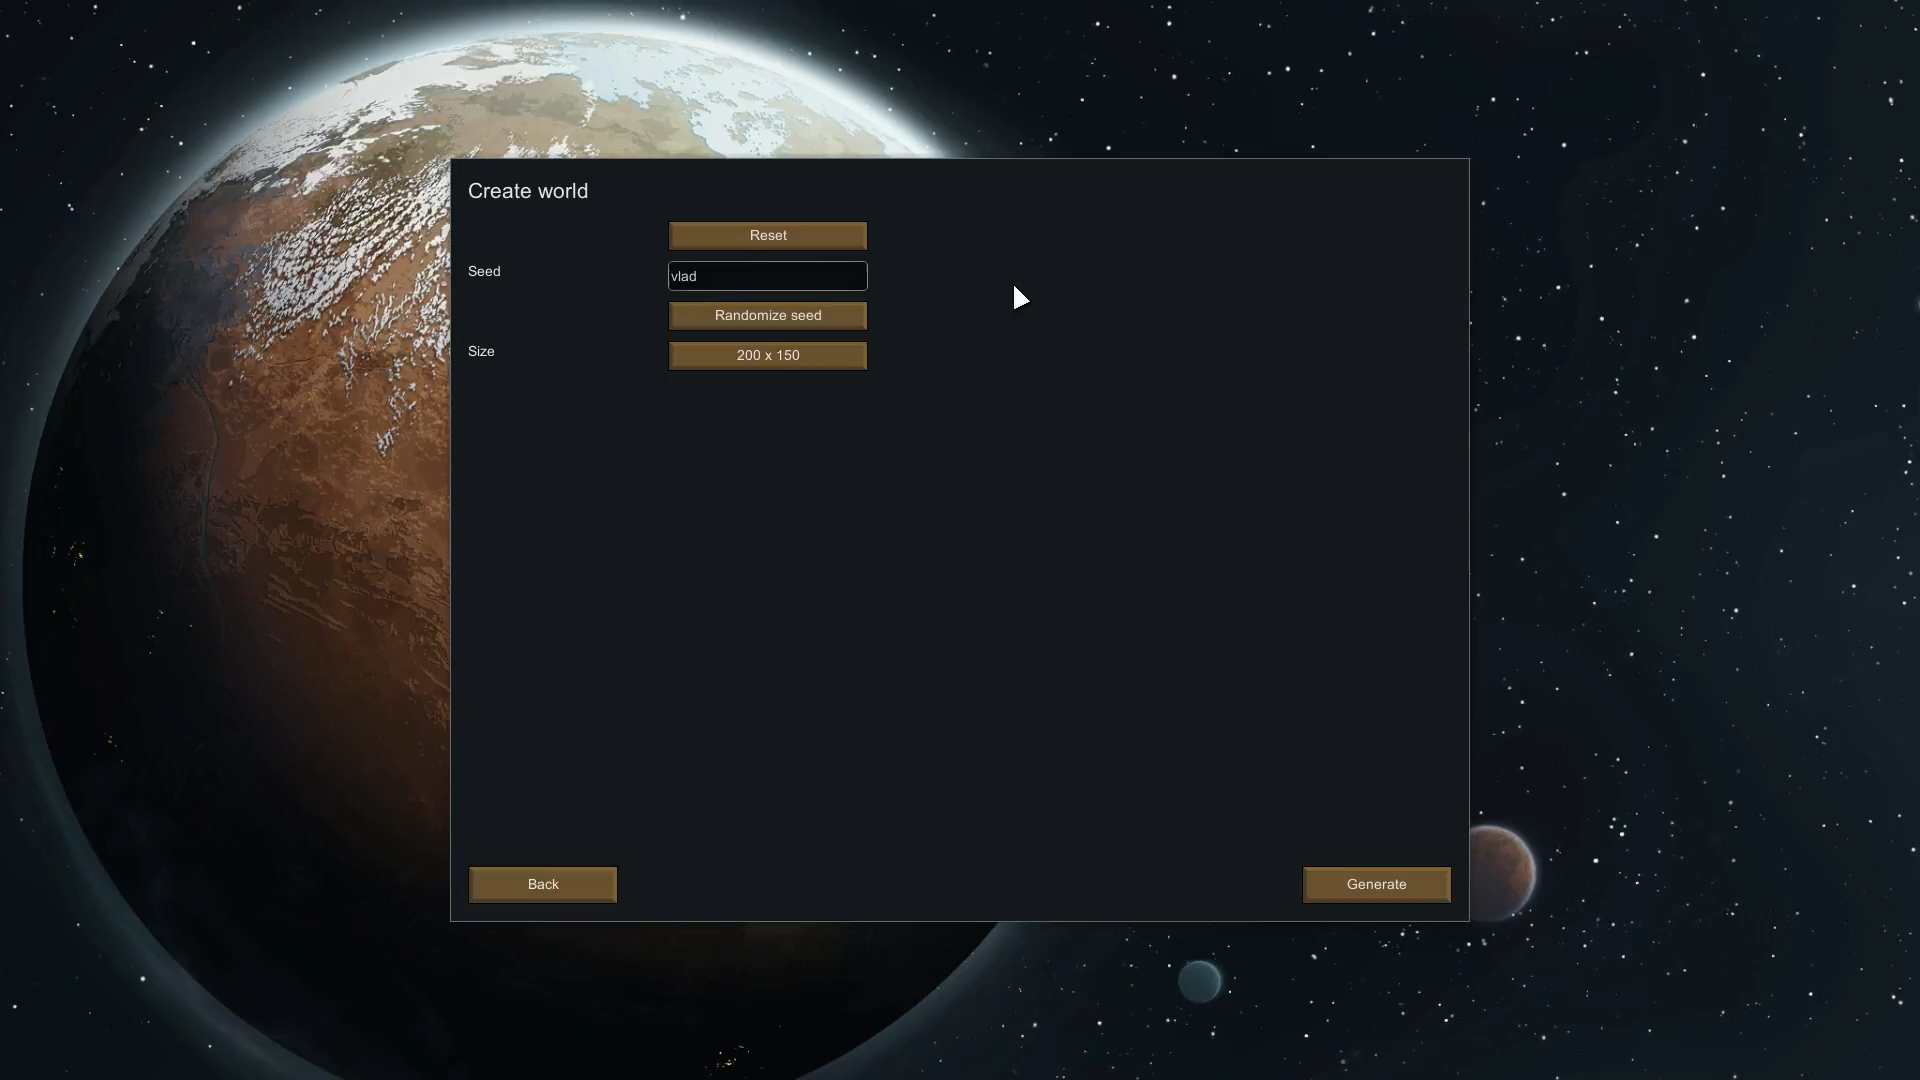 Create world
Reset
Seed
vlad
Randomize seed
Size
200 x 150
Back
Generate